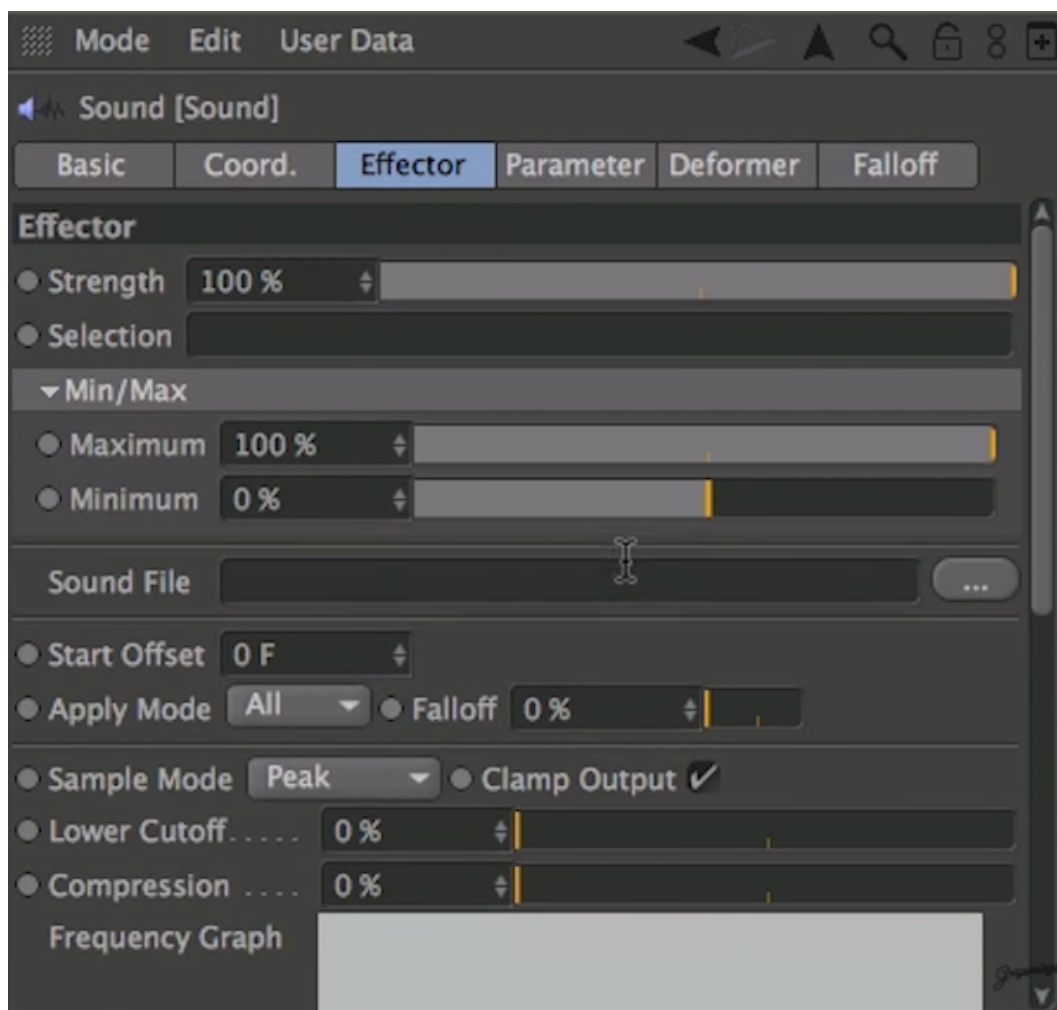 Mode Edit User Data
Sound [Sound]
Basic Coord. Effector Parameter Deformer Falloff
Effector
Strength 100 %
Selection
Min/Max
Maximum 100 %
Minimum 0 %
Sound File ...
Start Offset 0 F
Apply Mode All Falloff 0 %
Sample Mode Peak Clamp Output
Lower Cutoff..... 0 %
Compression .... 0 %
Frequency Graph